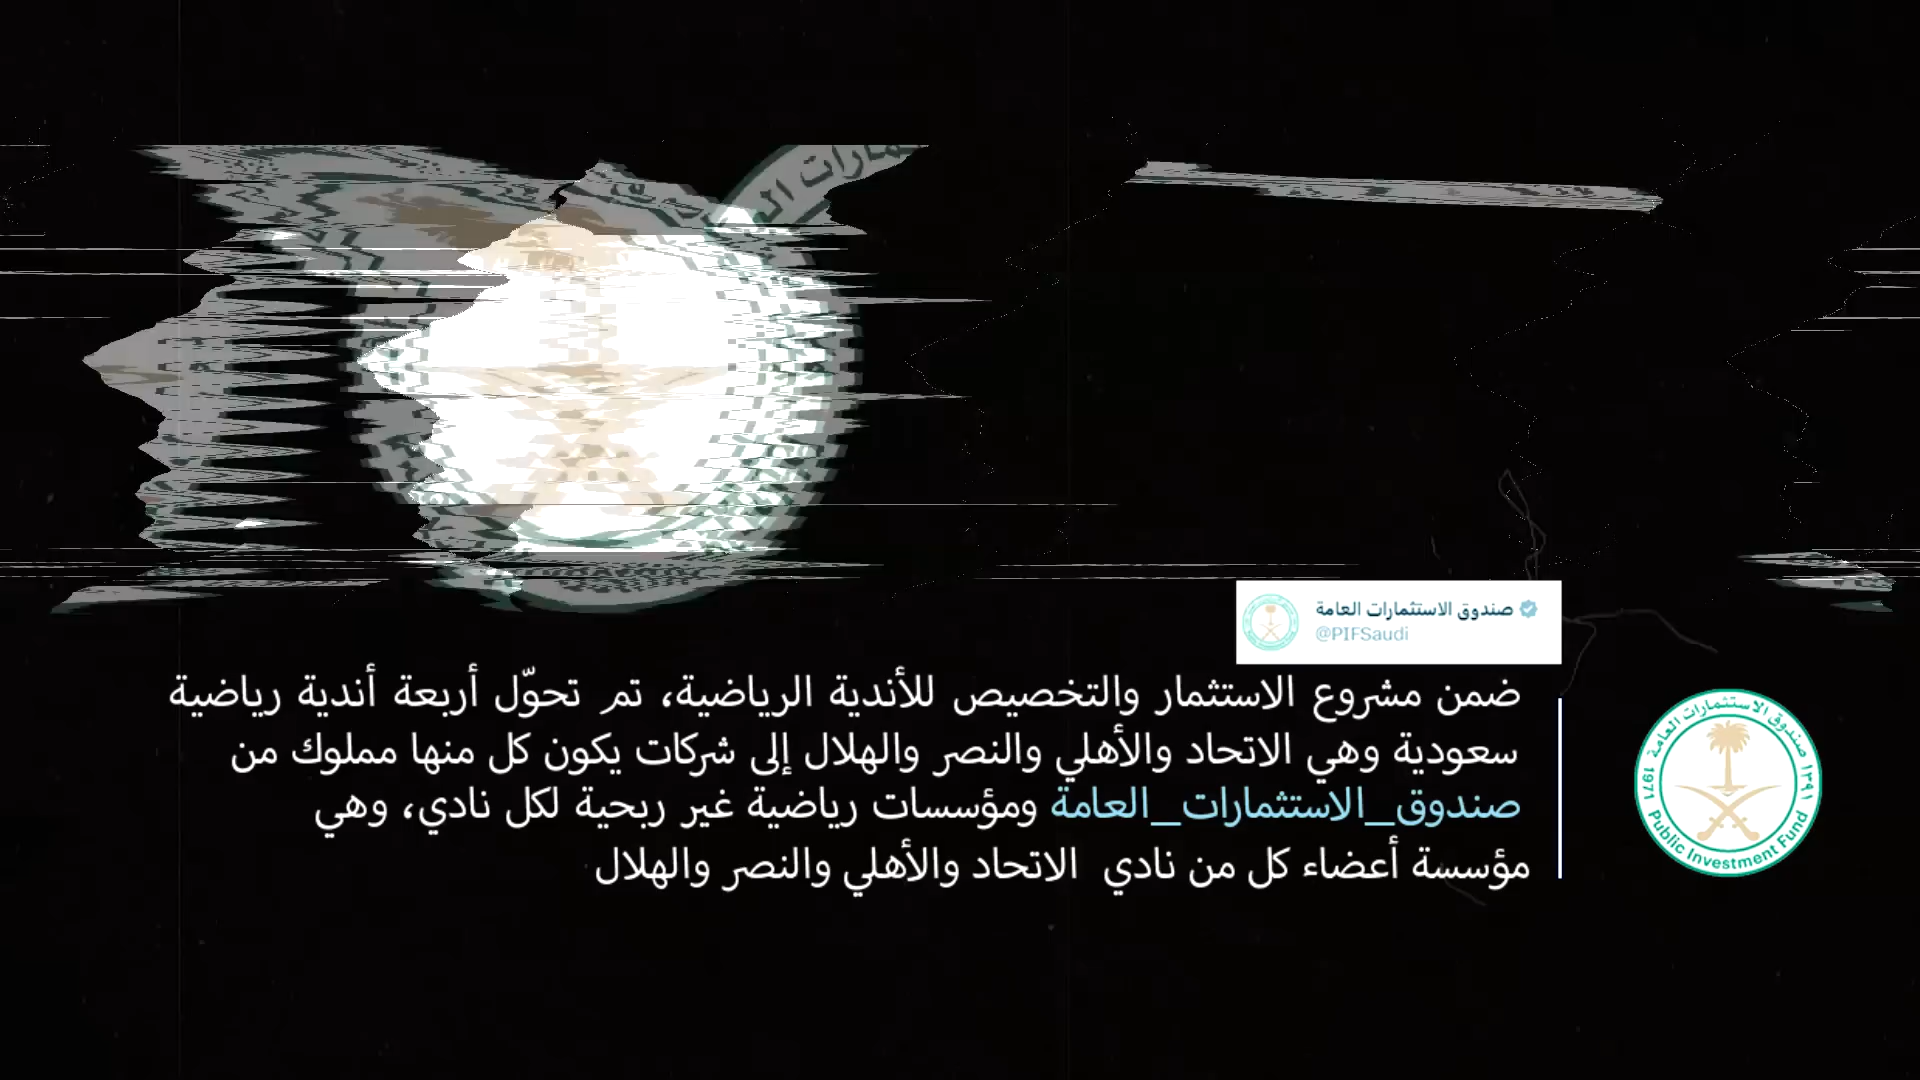 مارات ال
صندوق الاستثمارات العامة
@PIFSaudi
ضمن مشروع الاستثمار والتخصيص للأندية الرياضية، تم تحوّل أربعة أندية رياضية
سعودية وهي الاتحاد والأهلي والنصر والهلال إلى شركات يكون كل منها مملوك من
صندوق_الاستثمارات_العامة ومؤسسات رياضية غير ربحية لكل نادي، وهي
مؤسسة أعضاء كل من نادي الاتحاد والأهلي والنصر والهلال
صندوق الاستثمارات العامة
١٣٩١
1971
Public Investment Fund